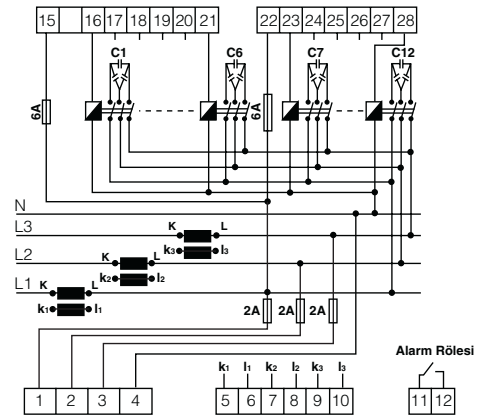 15 16 17 18 19 20 21 22 23 24 25 26 27 28
C1 C6 C7 C12
6A 6A
N
L3 K L
k3 l3
L2 K L
k2 l2
L1 K L
k1 l1
2A 2A 2A
k1 l1 k2 l2 k3 l3
Alarm Rölesi
1 2 3 4 5 6 7 8 9 10 11 12